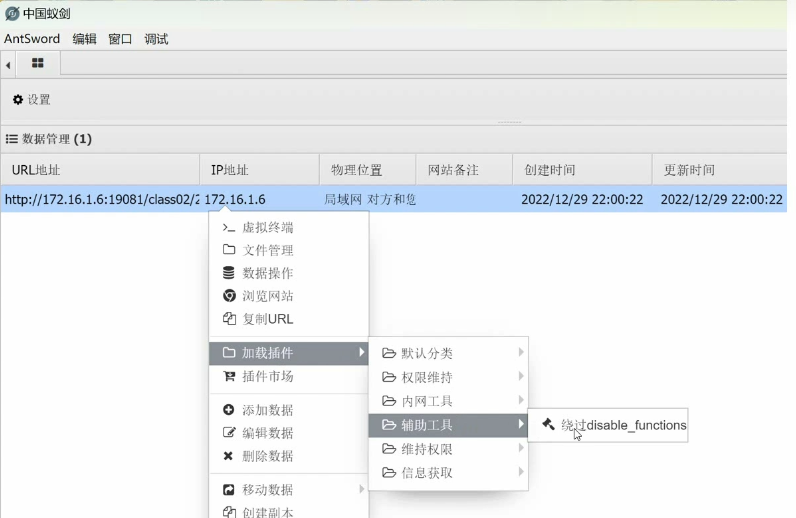 中国蚁剑
AntSword 编辑 窗口 调试
设置
数据管理 (1)
URL地址 IP地址 物理位置 网站备注 创建时间 更新时间
http://172.16.1.6:19081/class02/2 172.16.1.6 局域网 对方和您 2022/12/29 22:00:22 2022/12/29 22:00:22
虚拟终端
文件管理
数据操作
浏览网站
复制URL
加载插件
插件市场
添加数据
编辑数据
删除数据
移动数据
创建副本
默认分类
权限维持
内网工具
辅助工具
维持权限
信息获取
绕过disable_functions